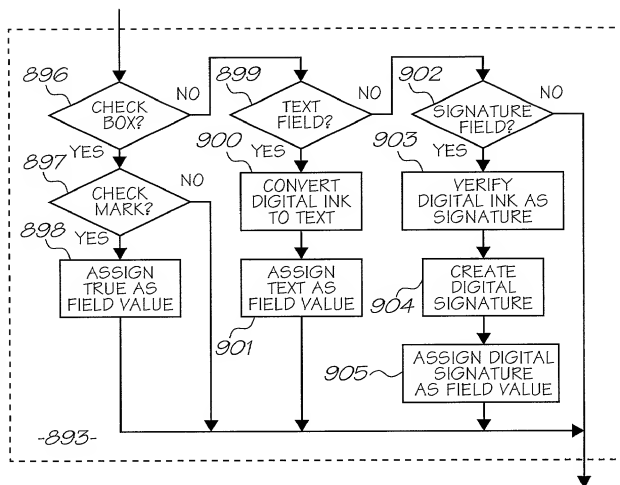 896
CHECK
BOX?
NO
YES
897
CHECK
MARK?
NO
YES
898
ASSIGN
TRUE AS
FIELD VALUE
899
TEXT
FIELD?
NO
YES
900
CONVERT
DIGITAL INK
TO TEXT
ASSIGN
TEXT AS
FIELD VALUE
901
902
SIGNATURE
FIELD?
NO
YES
903
VERIFY
DIGITAL INK AS
SIGNATURE
CREATE
DIGITAL
SIGNATURE
904
ASSIGN DIGITAL
SIGNATURE
AS FIELD VALUE
905
-893-